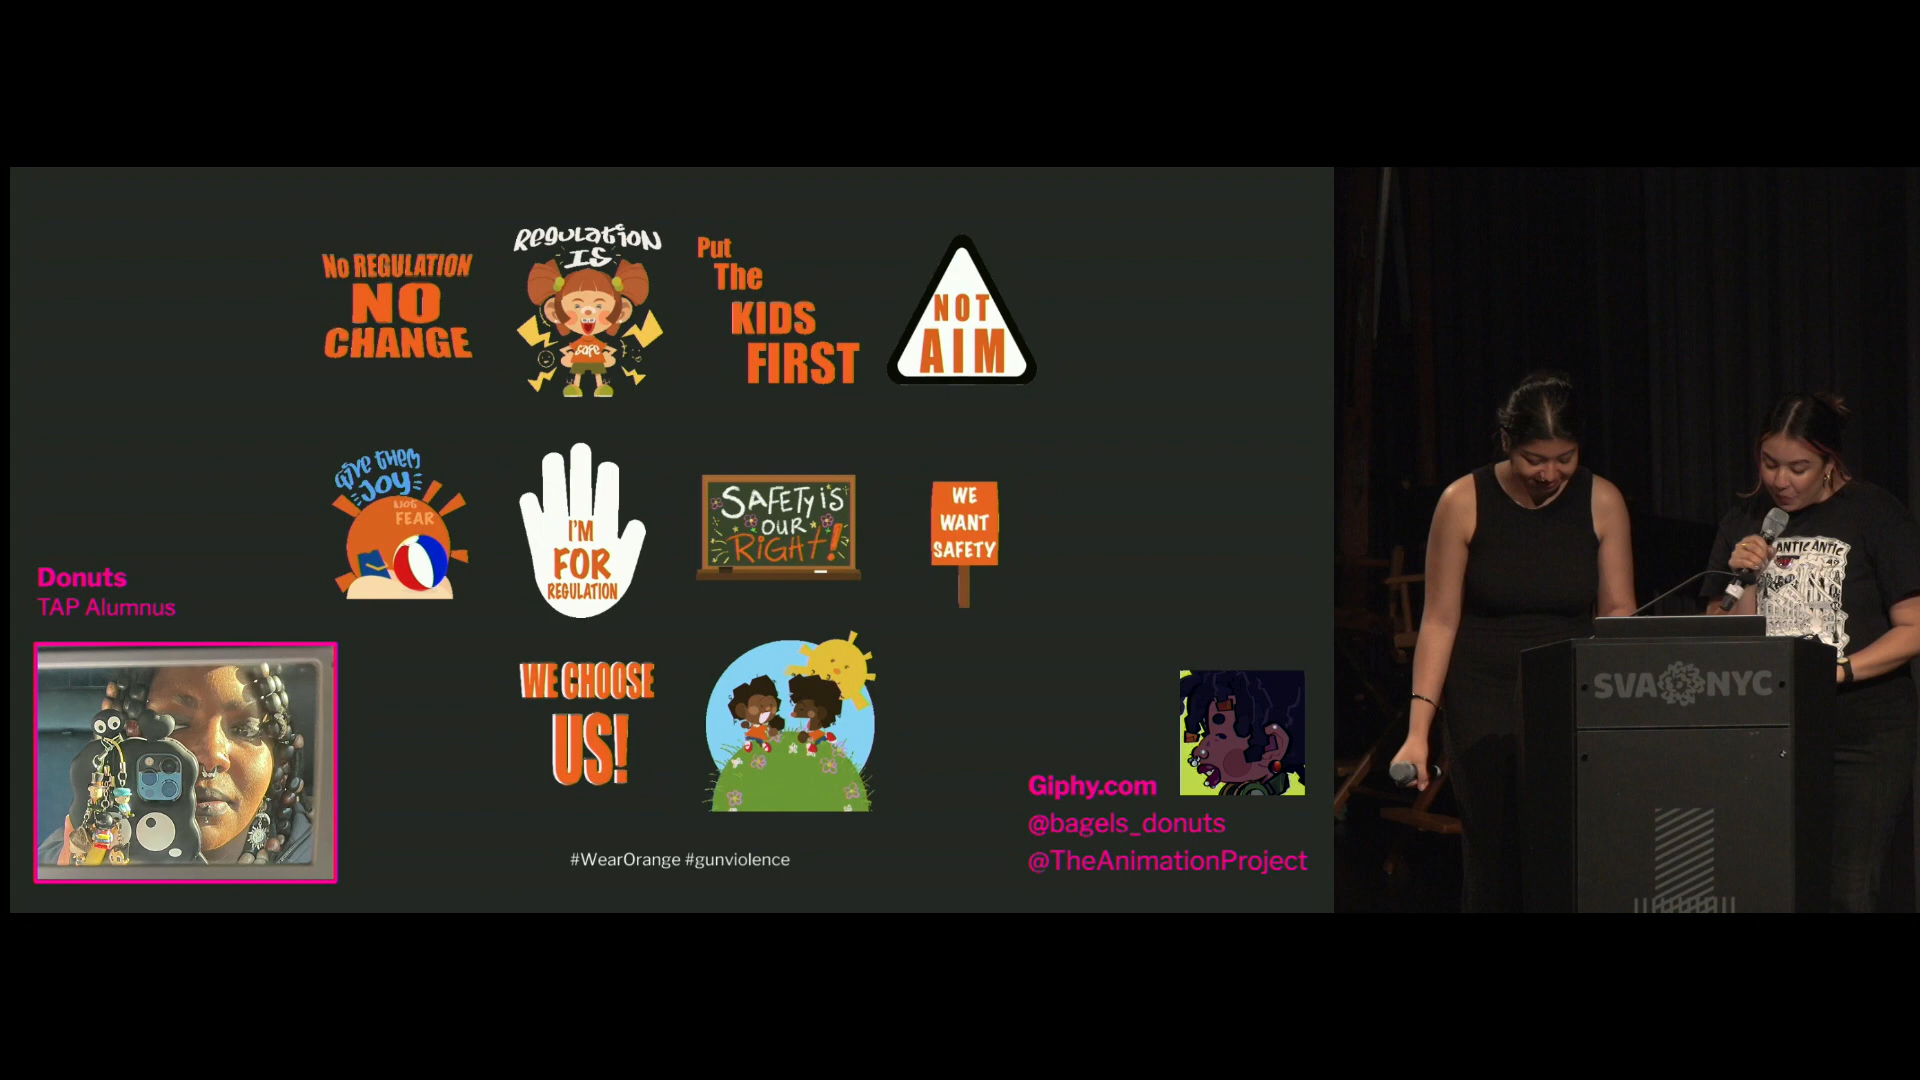 No REGULATION
NO
CHANGE
REGULATION
IS
safe
Put
The
KIDS
FIRST
NOT
AIM
GIVE THEM
JOY
NOT
FEAR
I'M
FOR
REGULATION
SAFETY IS
OUR
RIGHT!
WE
WANT
SAFETY
Donuts
TAP Alumnus
WE CHOOSE
US!
Giphy.com
@bagels_donuts
@TheAnimationProject
#WearOrange #gunviolence
SVA NYC